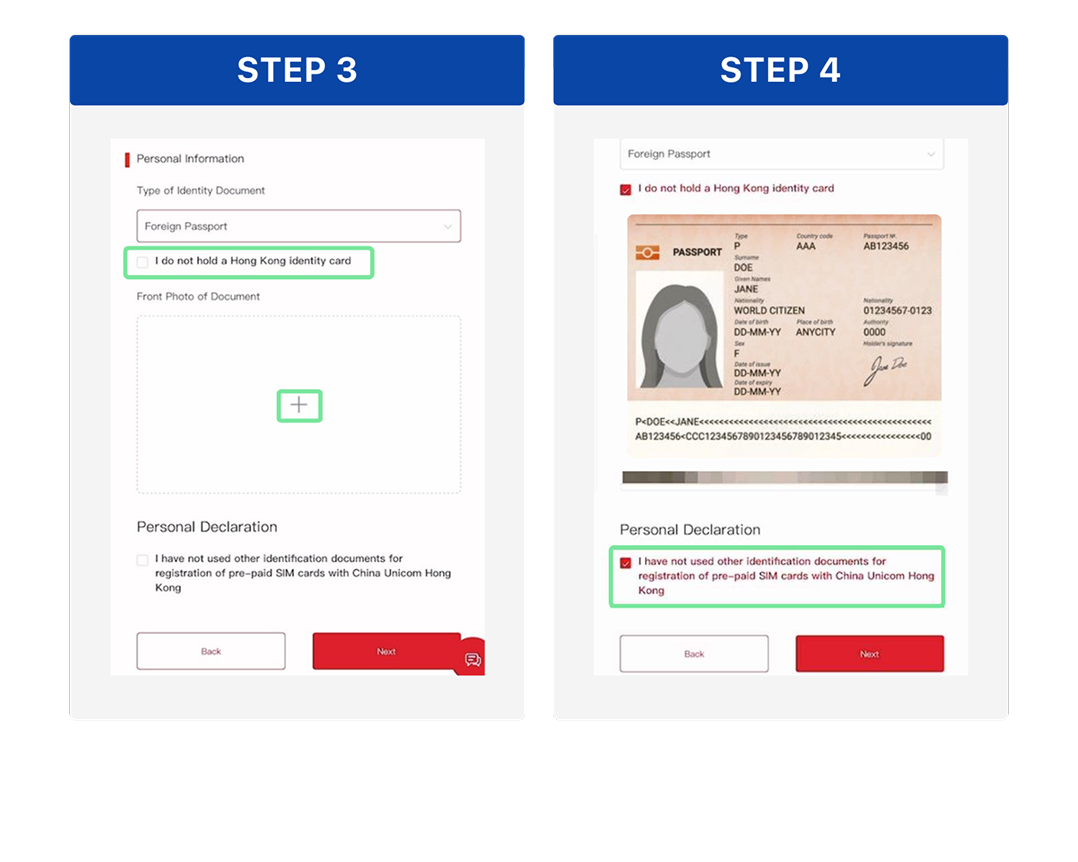 STEP 3
Personal Information
Type of Identity Document
Foreign Passport
I do not hold a Hong Kong identity card
Front Photo of Document
Personal Declaration
I have not used other identification documents for
registration of pre-paid SIM cards with China Unicom Hong
Kong
Back
Next
STEP 4
Foreign Passport
I do not hold a Hong Kong identity card
PASSPORT
Type
P
Country code
AAA
Passport №.
AB123456
Surname
DOE
Given Names
JANE
Nationality
WORLD CITIZEN
Nationality
01234567-0123
Date of birth
DD-MM-YY
Place of birth
ANYCITY
Authority
0000
Sex
F
Holder's signature
Jane Doe
Date of issue
DD-MM-YY
Date of expiry
DD-MM-YY
P<DOE<<JANE<<<<<<<<<<<<<<<<<<<<<<<<<<<<<<<<<
AB123456<CCC1234567890123456789012345<<<<<<<<<<<<<<<<00
Personal Declaration
I have not used other identification documents for
registration of pre-paid SIM cards with China Unicom Hong
Kong
Back
Next